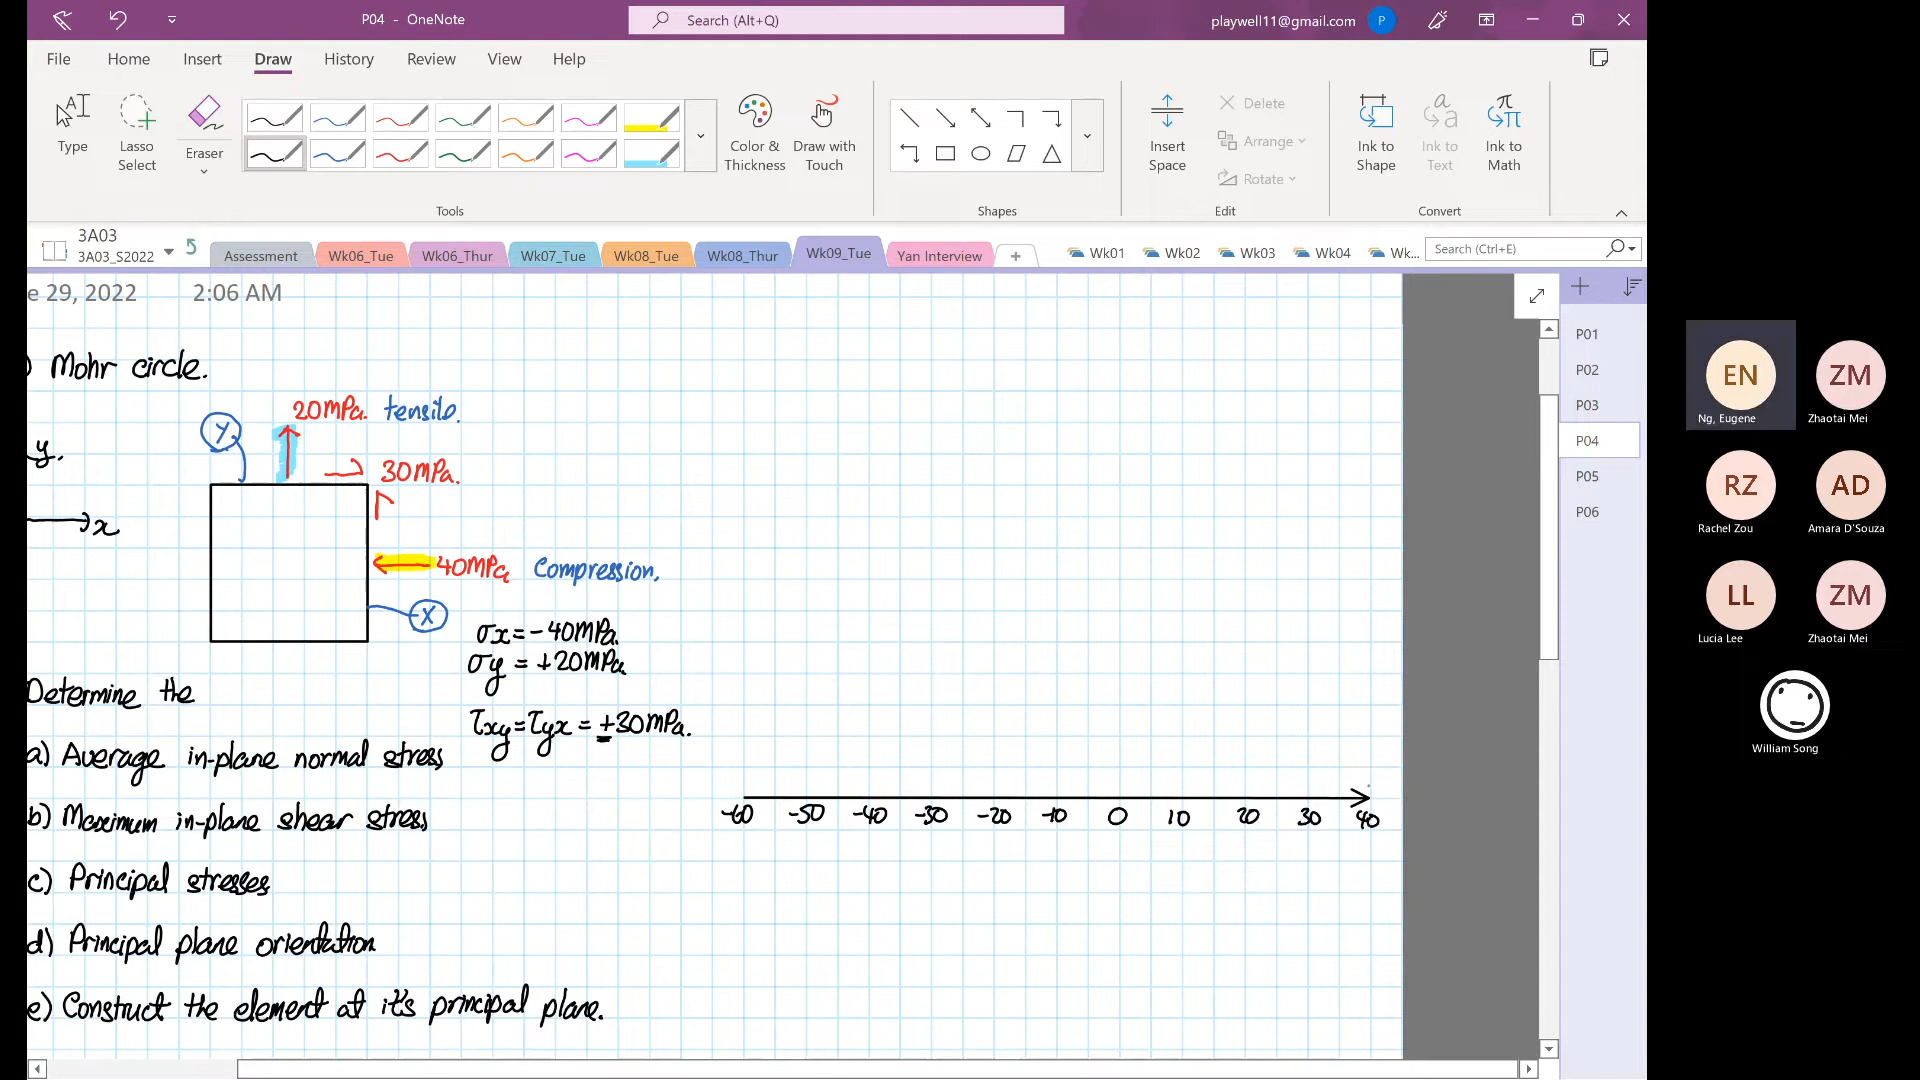 P04 - OneNote
Search (Alt+Q)
playwell11@gmail.com
P
File Home Insert Draw History Review View Help
Type
Lasso Select
Eraser
Color & Thickness
Draw with Touch
Insert Space
Delete
Arrange
Rotate
Ink to Shape
Ink to Text
Ink to Math
Tools
Shapes
Edit
Convert
3A03
3A03_S2022
Assessment
Wk06_Tue
Wk06_Thur
Wk07_Tue
Wk08_Tue
Wk08_Thur
Wk09_Tue
Yan Interview
Wk01
Wk02
Wk03
Wk04
Wk...
Search (Ctrl+E)
e 29, 2022 2:06 AM
P01
P02
P03
P04
P05
P06
) Mohr circle.
20MPa. tensile.
Y
y.
30MPa.
x
40MPa Compression.
X
σx = -40MPa.
σy = +20MPa
τxy = τyx = +30MPa.
Determine the
a) Average in-plane normal stress
b) Maximum in-plane shear stress
c) Principal stresses
d) Principal plane orientation
e) Construct the element at it's principal plane.
-60 -50 -40 -30 -20 -10 0 10 20 30 40
EN
Ng, Eugene
ZM
Zhaotai Mei
RZ
Rachel Zou
AD
Amara D'Souza
LL
Lucia Lee
ZM
Zhaotai Mei
William Song